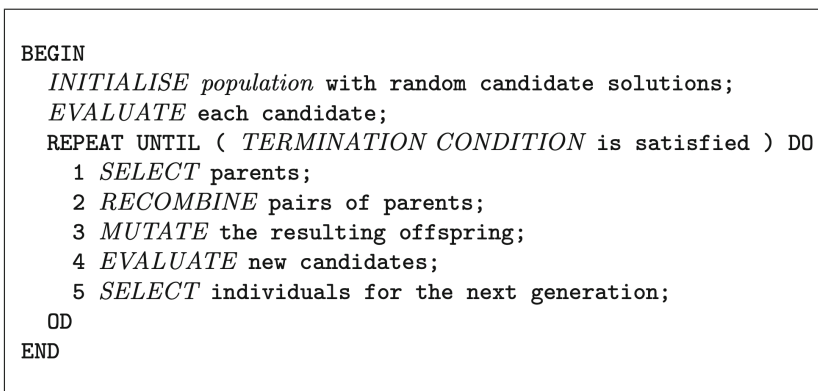 BEGIN
INITIALISE population with random candidate solutions;
EVALUATE each candidate;
REPEAT UNTIL ( TERMINATION CONDITION is satisfied ) DO
1 SELECT parents;
2 RECOMBINE pairs of parents;
3 MUTATE the resulting offspring;
4 EVALUATE new candidates;
5 SELECT individuals for the next generation;
OD
END